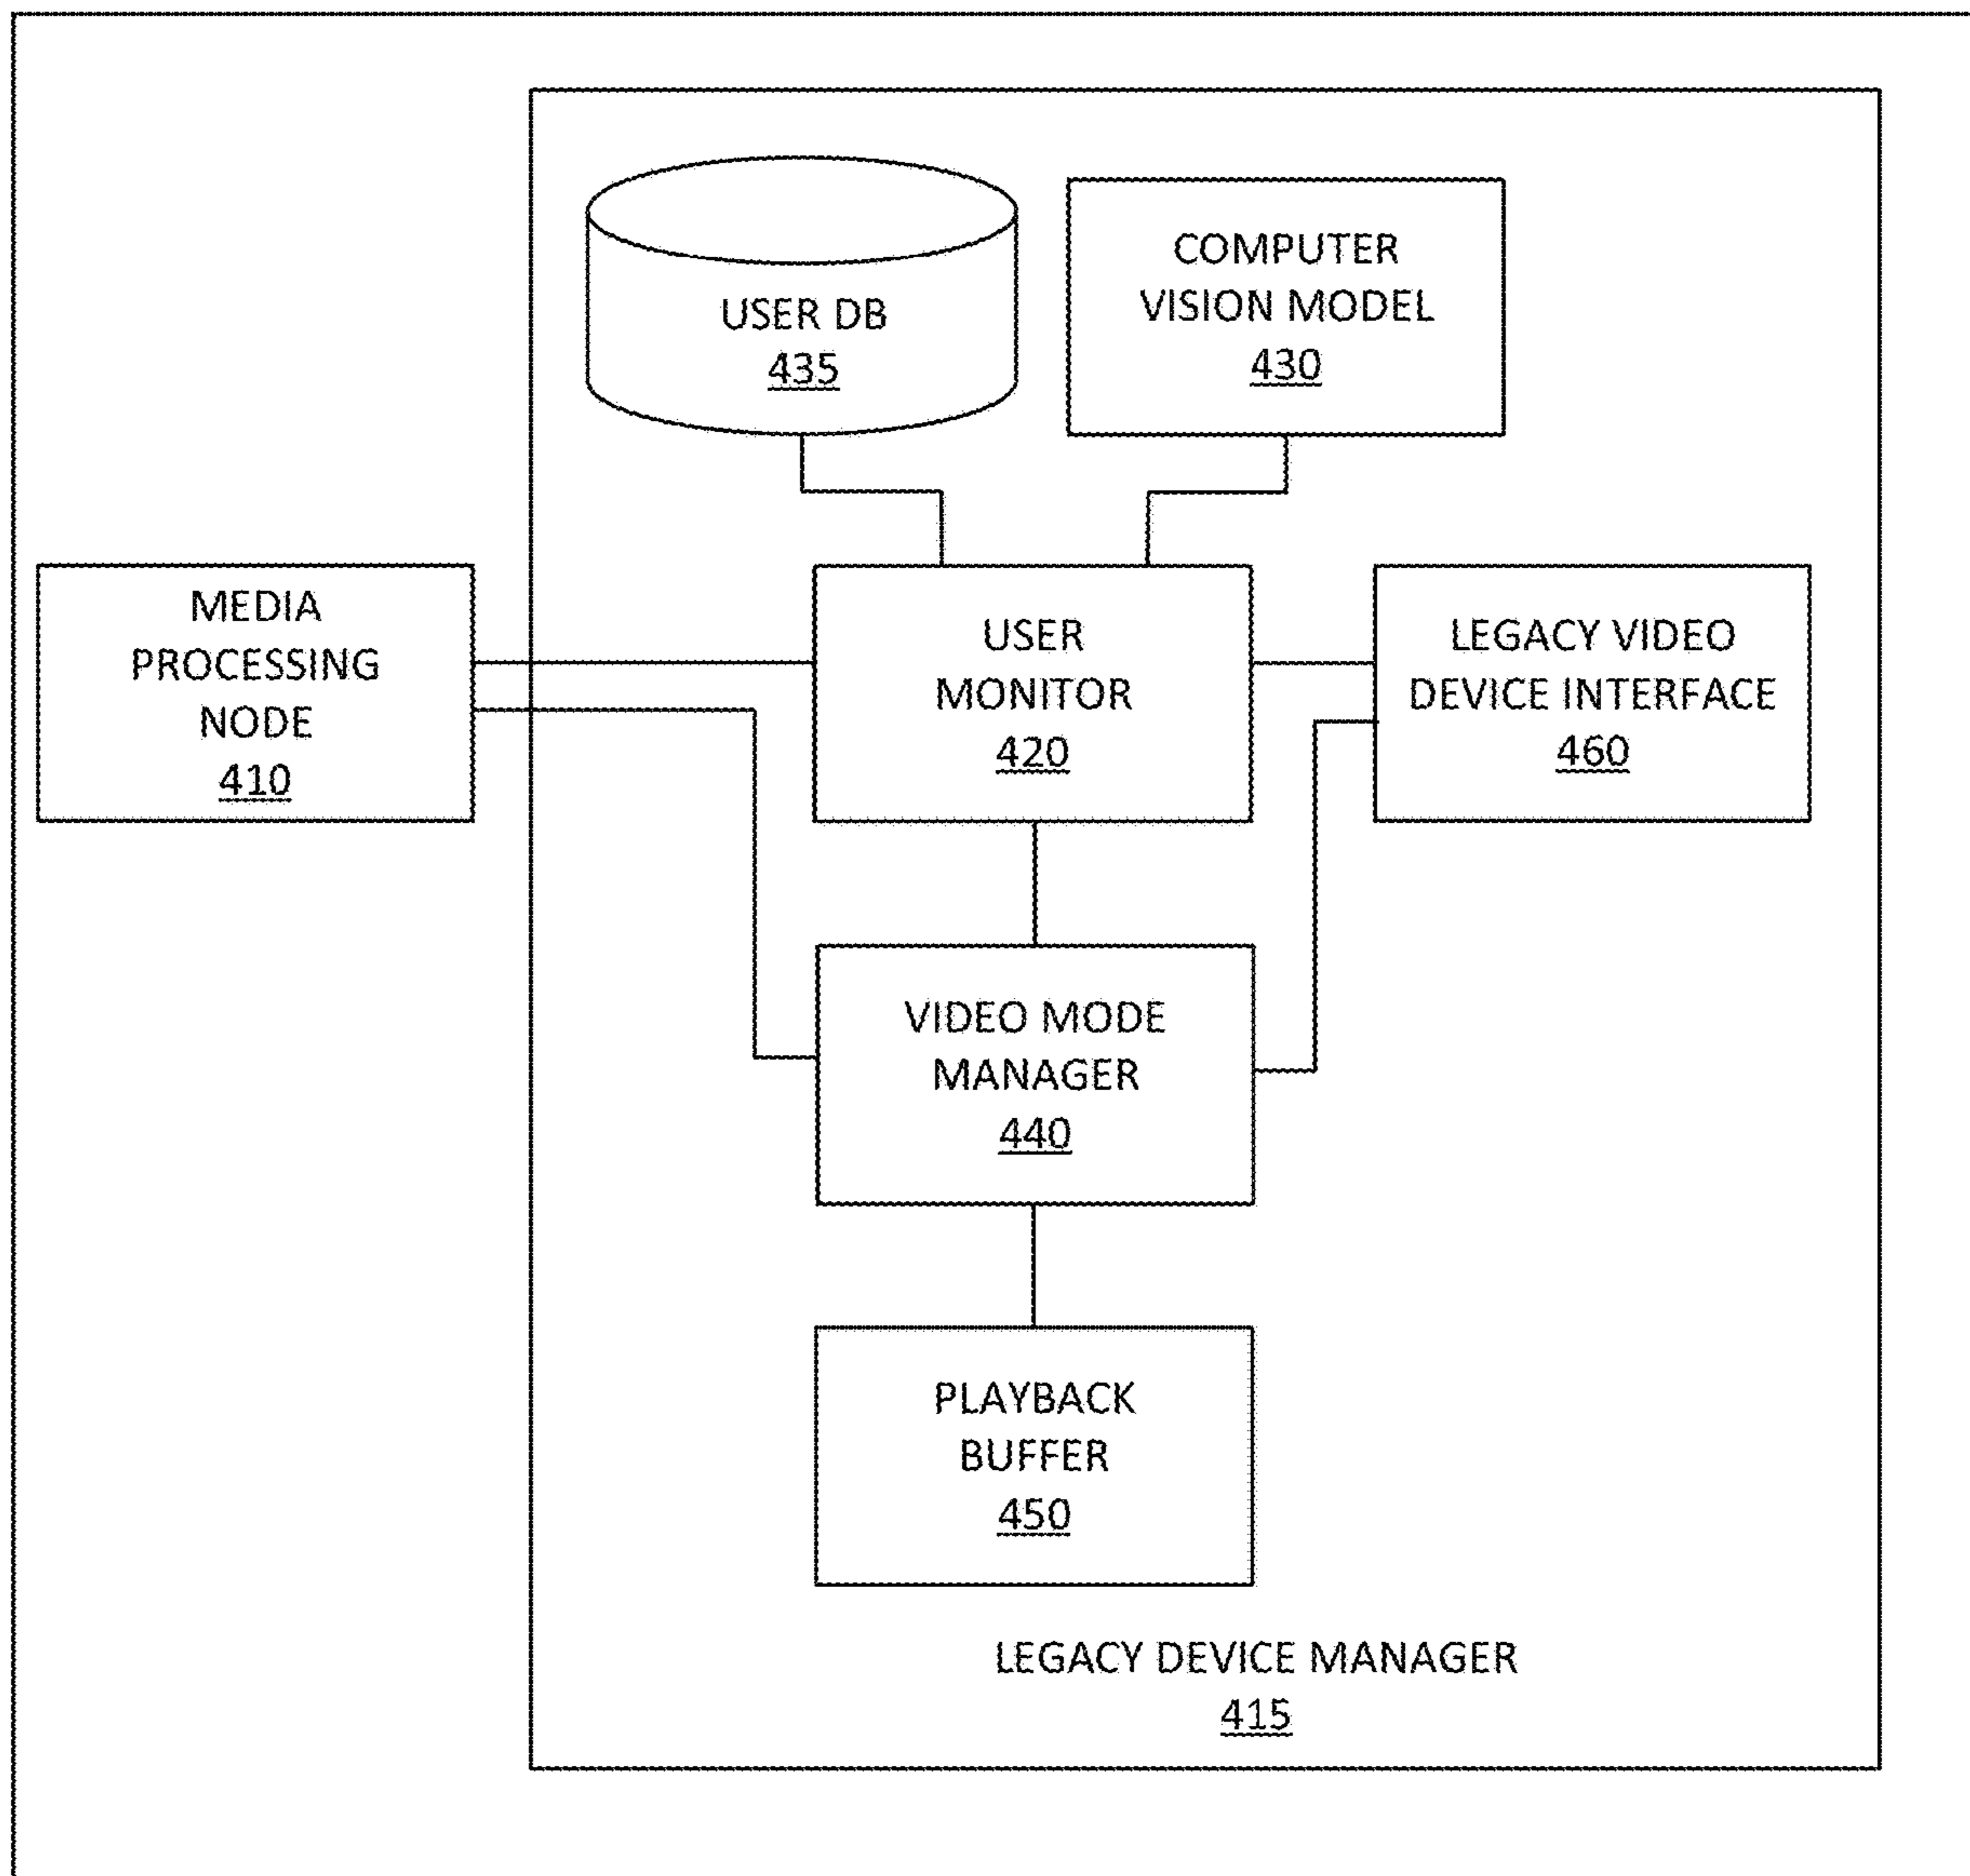 USER DB
435
COMPUTER
VISION MODEL
430
MEDIA
PROCESSING
NODE
410
USER
MONITOR
420
LEGACY VIDEO
DEVICE INTERFACE
460
VIDEO MODE
MANAGER
440
PLAYBACK
BUFFER
450
LEGACY DEVICE MANAGER
415